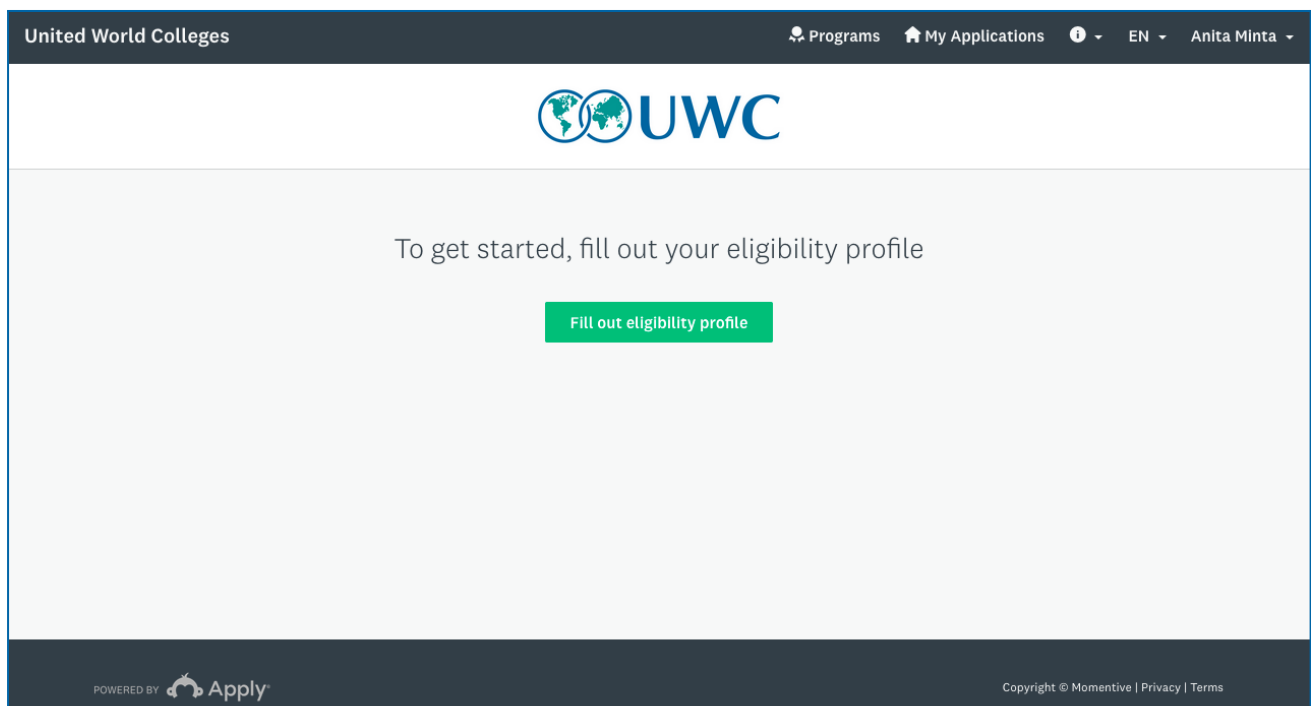 United World Colleges
Programs My Applications EN Anita Minta
UWC
To get started, fill out your eligibility profile
Fill out eligibility profile
POWERED BY Apply
Copyright © Momentive | Privacy | Terms